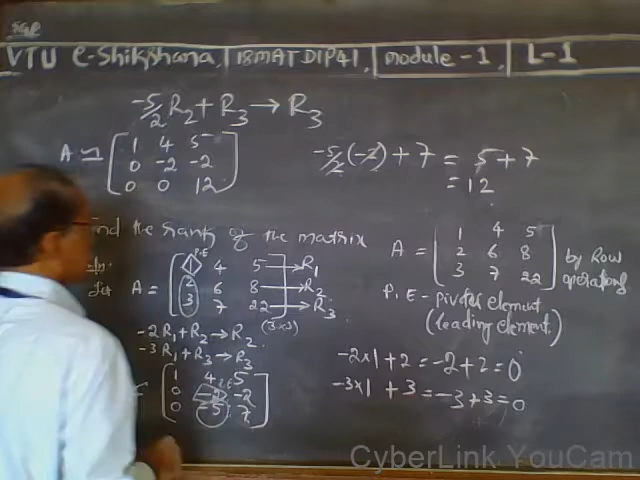 VTU e-Shikshana, 18MATDIP41, module-1, L-1
-5/2 R2 + R3 → R3
A ~ [1 4 5
0 -2 -2
0 0 12]
-5/2(-2) + 7 = 5 + 7
= 12
find the rank of the matrix
A = [1 4 5
2 6 8
3 7 22] by Row operations
Let A = [1 4 5 → R1
2 6 8 → R2
3 7 22] → R3
(3×3)
P.E - Pivotel element
(leading element)
-2R1 + R2 → R2
-3R1 + R3 → R3
[1 4 5
0 -2 -2
0 -5 7]
-2×1 + 2 = -2 + 2 = 0
-3×1 + 3 = -3 + 3 = 0
CyberLink YouCam